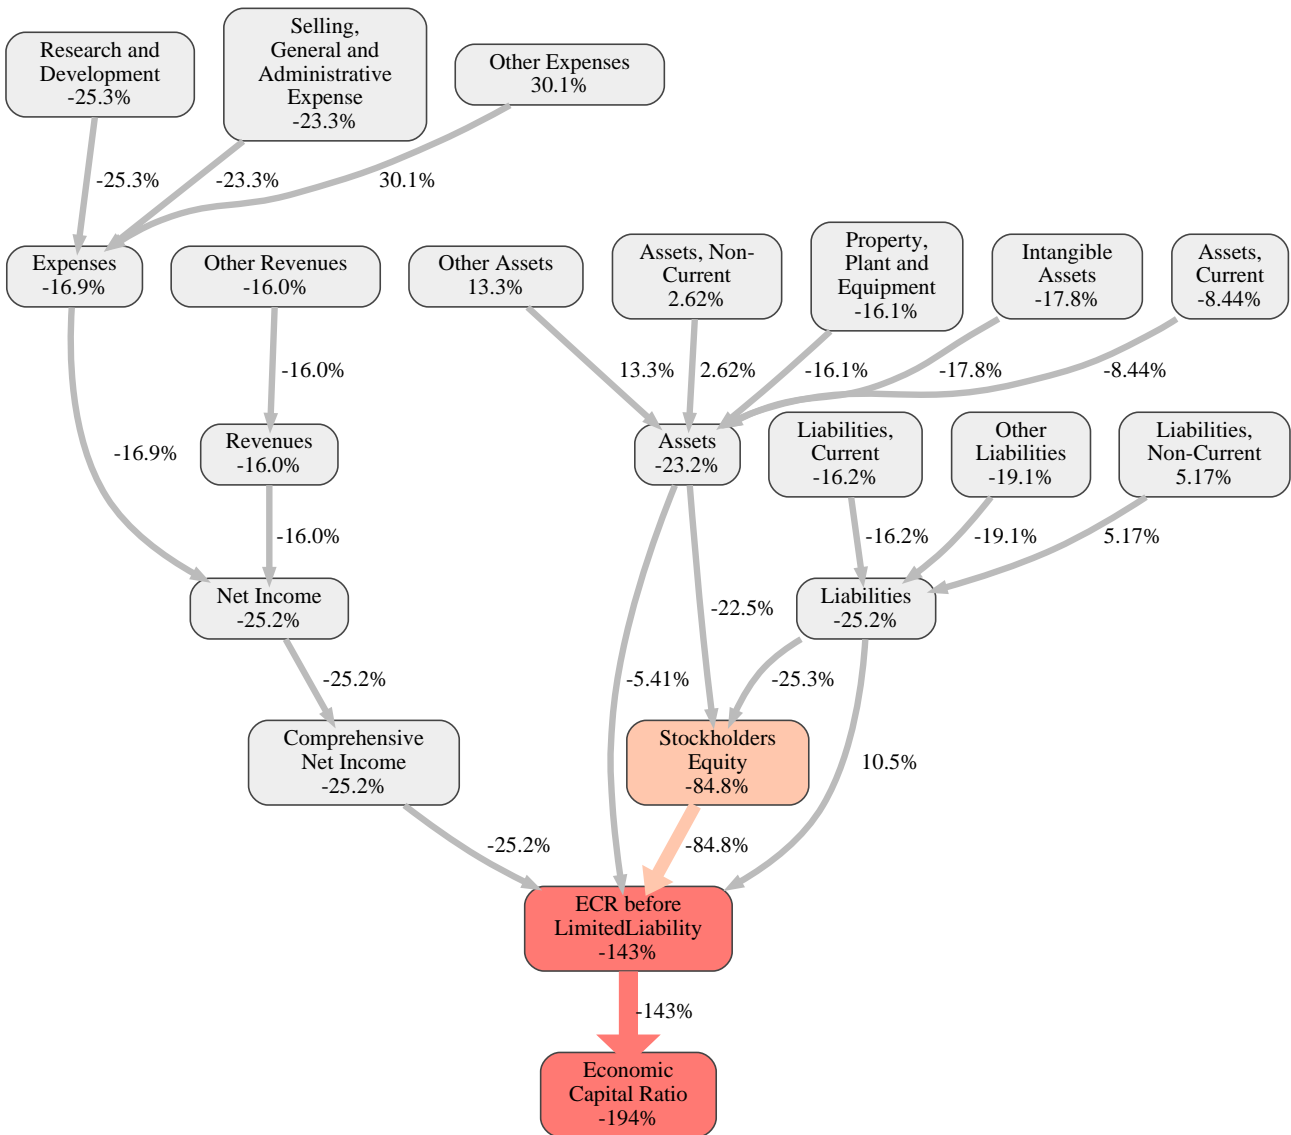 Research and
Development
-25.3%
Selling,
General and
Administrative
Expense
-23.3%
Other Expenses
30.1%
-25.3%
-23.3%
30.1%
Expenses
-16.9%
Other Revenues
-16.0%
Other Assets
13.3%
Assets, Non-
Current
2.62%
Property,
Plant and
Equipment
-16.1%
Intangible
Assets
-17.8%
Assets,
Current
-8.44%
-16.0%
13.3%
2.62%
-16.1%
-17.8%
-8.44%
-16.9%
Revenues
-16.0%
Assets
-23.2%
Liabilities,
Current
-16.2%
Other
Liabilities
-19.1%
Liabilities,
Non-Current
5.17%
-16.0%
-16.2%
-19.1%
5.17%
Net Income
-25.2%
-22.5%
Liabilities
-25.2%
-25.2%
-5.41%
-25.3%
Comprehensive
Net Income
-25.2%
Stockholders
Equity
-84.8%
10.5%
-25.2%
-84.8%
ECR before
LimitedLiability
-143%
-143%
Economic
Capital Ratio
-194%